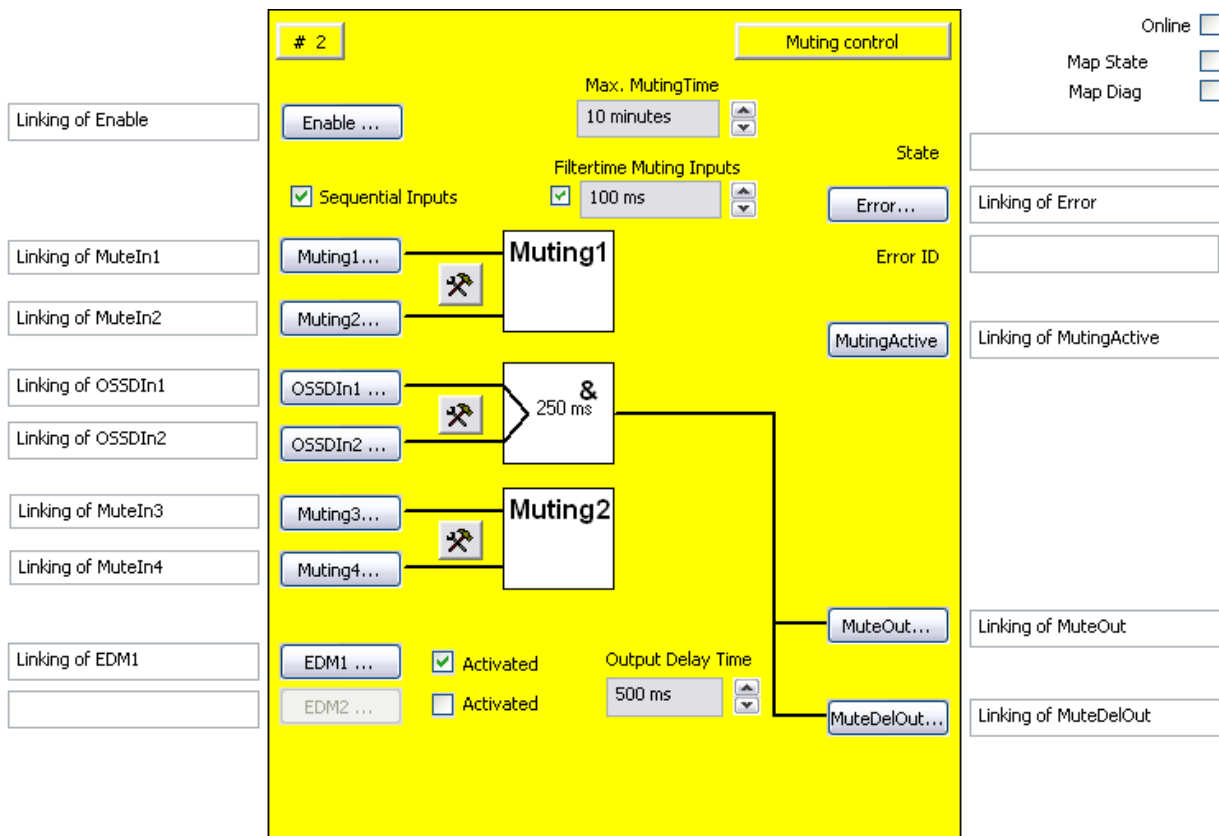 # 2
Muting control
Online
Map State
Map Diag
Max. MutingTime
10 minutes
Linking of Enable
Enable ...
State
Filtertime Muting Inputs
Sequential Inputs
100 ms
Error...
Linking of Error
Linking of MuteIn1
Muting1...
Muting1
Error ID
Linking of MuteIn2
Muting2...
MutingActive
Linking of MutingActive
Linking of OSSDIn1
OSSDIn1 ...
&
250 ms
Linking of OSSDIn2
OSSDIn2 ...
Linking of MuteIn3
Muting3...
Muting2
Linking of MuteIn4
Muting4...
MuteOut...
Linking of MuteOut
Linking of EDM1
EDM1 ...
Activated
Output Delay Time
500 ms
EDM2 ...
Activated
MuteDelOut...
Linking of MuteDelOut